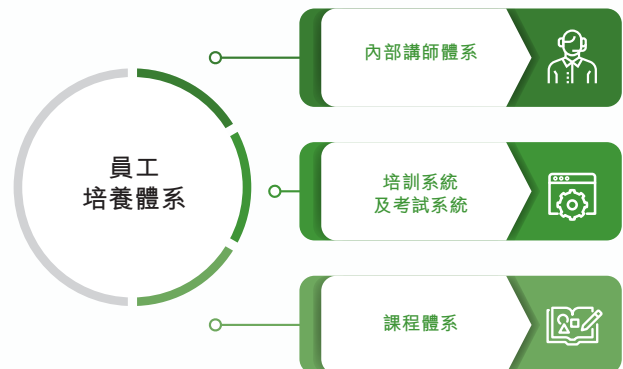 員工
培養體系
內部講師體系
培訓系統
及考試系統
課程體系